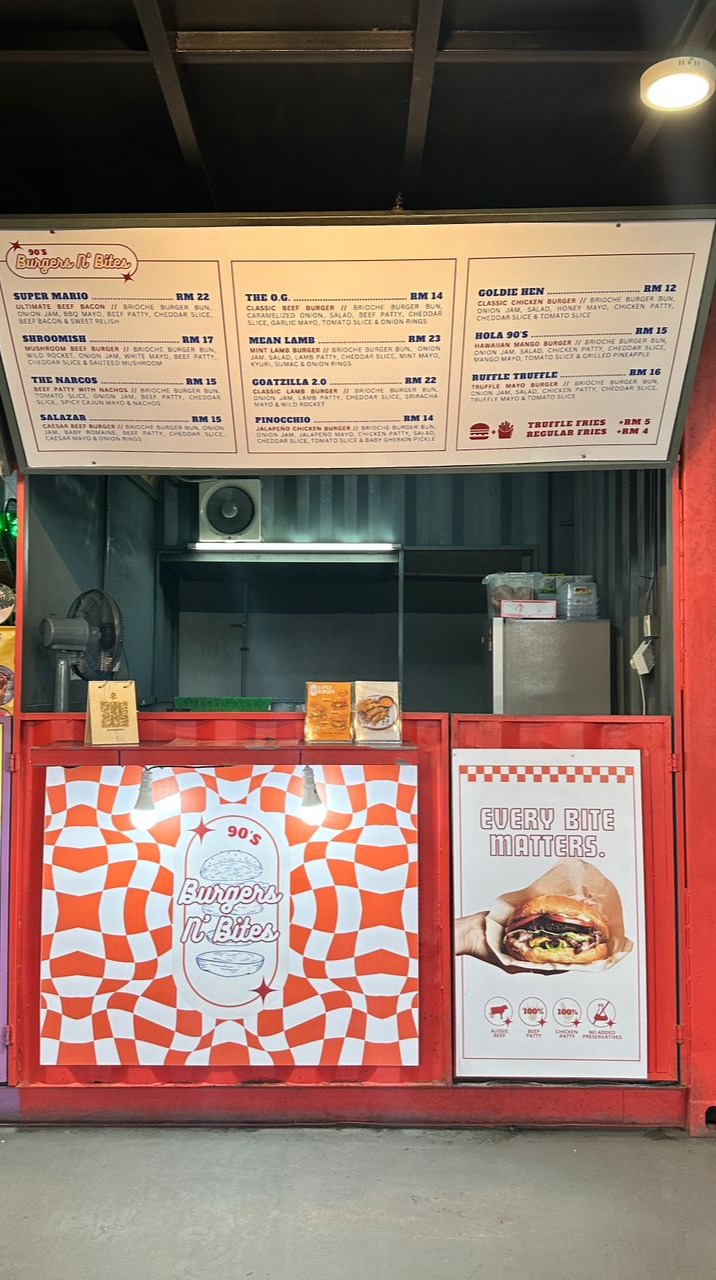 90'S
Burgers N' Bites
SUPER MARIO ........................ RM 22
ULTIMATE BEEF BACON // BRIOCHE BURGER BUN,
ONION JAM, BBQ MAYO, BEEF PATTY, CHEDDAR SLICE,
BEEF BACON & SWEET RELISH
SHROOMISH ........................ RM 17
MUSHROOM BEEF BURGER // BRIOCHE BURGER BUN,
WILD ROCKET, ONION JAM, WHITE MAYO, BEEF PATTY,
CHEDDAR SLICE & SAUTEED MUSHROOM
THE NARCOS ........................ RM 15
BEEF PATTY WITH NACHOS // BRIOCHE BURGER BUN,
TOMATO SLICE, ONION JAM, BEEF PATTY, CHEDAR
SLICE, SPICY CAJUN MAYO & NACHOS
SALAZAR ........................ RM 15
CAESAR BEEF BURGER // BRIOCHE BURGER BUN, ONION
JAM, BABY ROMAINE, BEEF PATTY, CHEDDAR SLICE,
CAESAR MAYO & ONION RINGS
THE O.G. ........................ RM 14
CLASSIC BEEF BURGER // BRIOCHE BURGER BUN,
CARAMELIZED ONION, SALAD, BEEF PATTY, CHEDDAR
SLICE, GARLIC MAYO, TOMATO SLICE & ONION RINGS
MEAN LAMB ........................ RM 23
MINT LAMB BURGER // BRIOCHE BURGER BUN, ONION
JAM, SALAD, LAMB PATTY, CHEDDAR SLICE, MINT MAYO,
KYURI, SUMAC & ONION RINGS
GOATZILLA 2.0 ........................ RM 22
CLASSIC LAMB BURGER // BRIOCHE BURGER BUN,
ONION JAM, LAMB PATTY, CHEDDAR SLICE, SRIRACHA
MAYO & WILD ROCKET
PINOCCHIO ........................ RM 14
JALAPEÑO CHICKEN BURGER // BRIOCHE BURGER BUN,
ONION JAM, JALAPEÑO MAYO, CHICKEN PATTY, SALAD,
CHEDDAR SLICE, TOMATO SLICE & BABY GHERKIN PICKLE
GOLDIE HEN ........................ RM 12
CLASSIC CHICKEN BURGER // BRIOCHE BURGER BUN,
ONION JAM, SALAD, HONEY MAYO, CHICKEN PATTY,
CHEDDAR SLICE & TOMATO SLICE
HOLA 90'S ........................ RM 15
HAWAIIAN MANGO BURGER // BRIOCHE BURGER BUN,
ONION JAM, SALAD, CHICKEN PATTY, CHEDDAR SLICE,
MANGO MAYO, TOMATO SLICE & GRILLED PINEAPPLE
RUFFLE TRUFFLE ........................ RM 16
TRUFFLE MAYO BURGER // BRIOCHE BURGER BUN,
ONION JAM, SALAD, CHICKEN PATTY, CHEDDAR SLICE,
TRUFFLE MAYO & TOMATO SLICE
TRUFFLE FRIES +RM 5
REGULAR FRIES +RM 4
SUPER
BURGER
90'S
Burgers
N' Bites
EVERY BITE
MATTERS.
100% 100%
AUSSIE BEEF CHICKEN NO ADDED
BEEF PATTY PATTY PRESERVATIVES